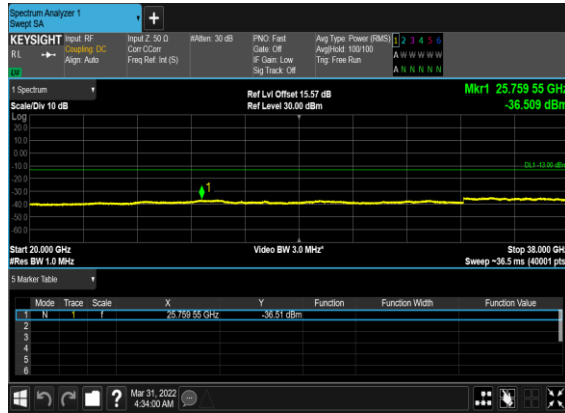 Spectrum Analyzer 1
Swept SA
+
KEYSIGHT Input: RF Input Z: 50 Ω #Atten: 30 dB PNO: Fast Avg Type: Power (RMS) 1 2 3 4 5 6
RL Coupling: DC Corr CCorr Gate: Off Avg|Hold: 100/100 A W W W W W
Align: Auto Freq Ref: Int (S) IF Gain: Low Trig: Free Run
Sig Track: Off A N N N N N
1 Spectrum Ref Lvl Offset 15.57 dB Mkr1 25.759 55 GHz
Scale/Div 10 dB Ref Level 30.00 dBm -36.509 dBm
Log
20.0
10.0
0.00
-10.0
DL1 -13.00 dBm
-20.0
1
-30.0
-40.0
-50.0
-60.0
Start 20.000 GHz Video BW 3.0 MHz* Stop 38.000 GHz
#Res BW 1.0 MHz Sweep ~36.5 ms (40001 pts)
5 Marker Table
Mode Trace Scale X Y Function Function Width Function Value
1 N 1 f 25.759 55 GHz -36.51 dBm
2
3
4
5
6
? Mar 31, 2022
4:34:00 AM